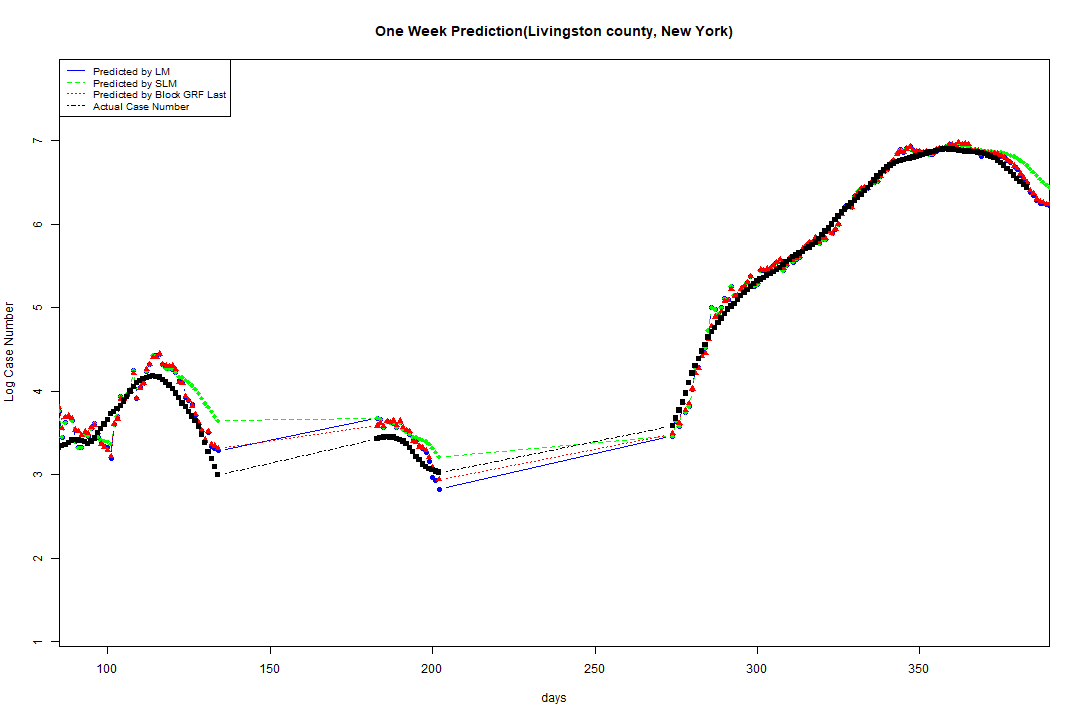 One Week Prediction(Livingston county, New York)
Predicted by LM
Predicted by SLM
Predicted by Block GRF Last
Actual Case Number
7
6
5
4
3
2
1
Log Case Number
100 150 200 250 300 350
days